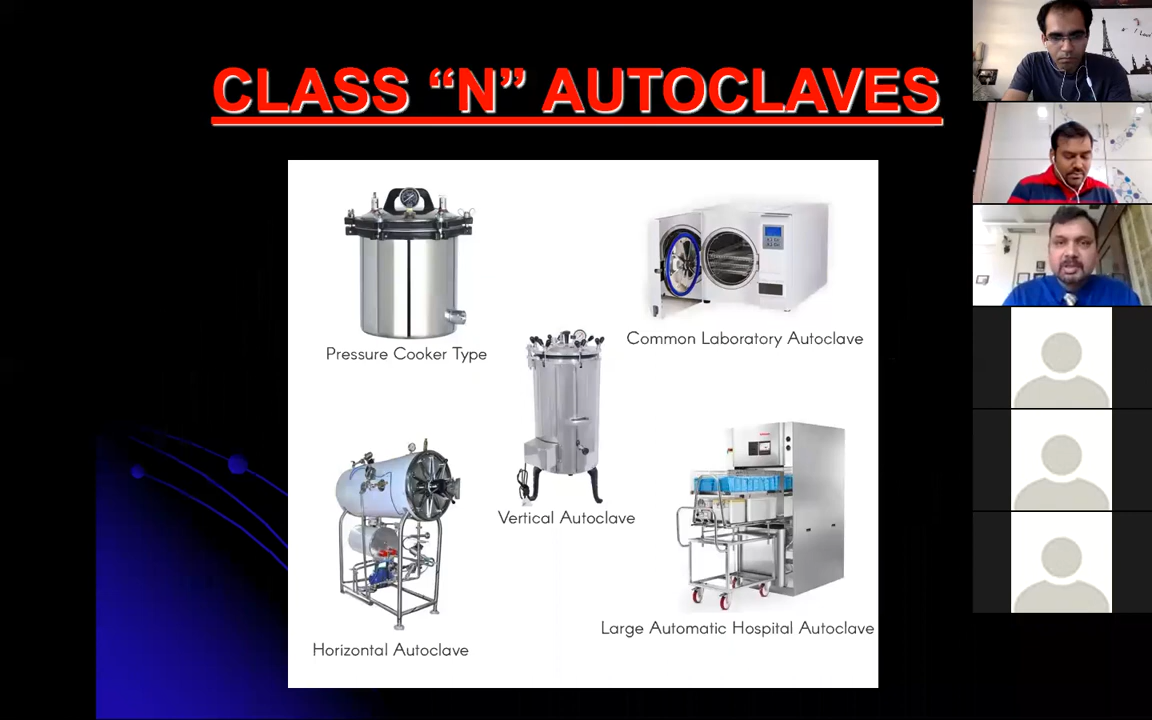 CLASS “N” AUTOCLAVES
Pressure Cooker Type
Common Laboratory Autoclave
Vertical Autoclave
Large Automatic Hospital Autoclave
Horizontal Autoclave